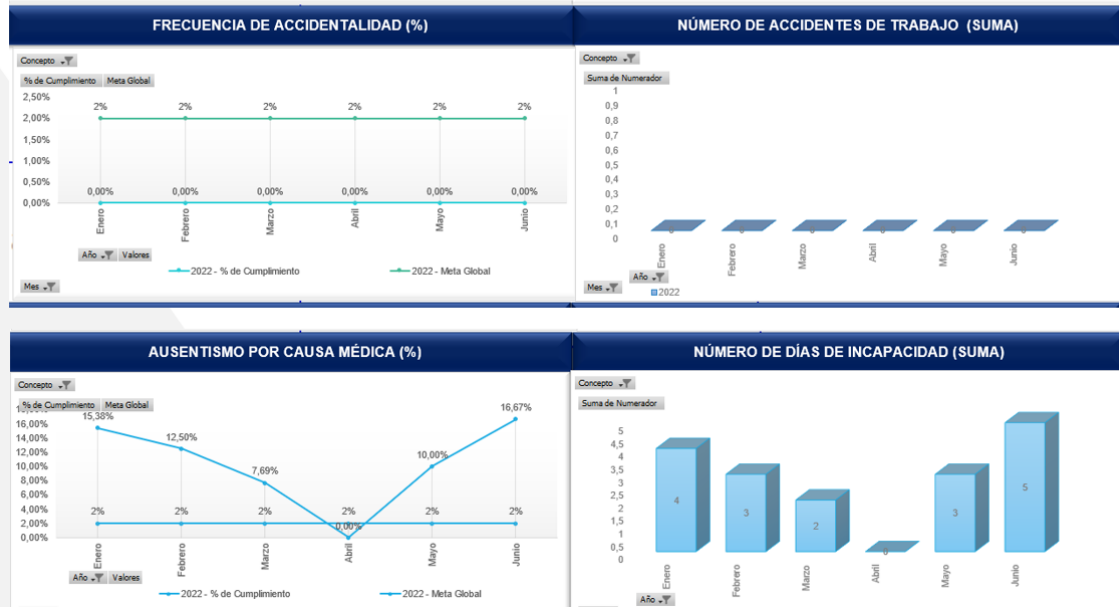 FRECUENCIA DE ACCIDENTALIDAD (%)
Concepto
% de Cumplimiento Meta Global
2,50%
2,00%
1,50%
1,00%
0,50%
0,00%
2% 2% 2% 2% 2% 2%
0,00% 0,00% 0,00% 0,00% 0,00% 0,00%
Enero
Febrero
Marzo
Abril
Mayo
Junio
Año Valores
2022 - % de Cumplimiento 2022 - Meta Global
Mes
NÚMERO DE ACCIDENTES DE TRABAJO (SUMA)
Concepto
Suma de Numerador
1
0,9
0,8
0,7
0,6
0,5
0,4
0,3
0,2
0,1
0
0 0 0 0 0 0
Enero
Febrero
Marzo
Abril
Mayo
Junio
Año
Mes
2022
AUSENTISMO POR CAUSA MÉDICA (%)
Concepto
% de Cumplimiento Meta Global
16,00%
14,00%
12,00%
10,00%
8,00%
6,00%
4,00%
2,00%
0,00%
15,38% 12,50% 7,69% 0,00% 10,00% 16,67%
2% 2% 2% 2% 2% 2%
Enero
Febrero
Marzo
Abril
Mayo
Junio
Año Valores
2022 - % de Cumplimiento 2022 - Meta Global
NÚMERO DE DÍAS DE INCAPACIDAD (SUMA)
Concepto
Suma de Numerador
5
4,5
4
3,5
3
2,5
2
1,5
1
0,5
0
4 3 2 0 3 5
Enero
Febrero
Marzo
Abril
Mayo
Junio
Año